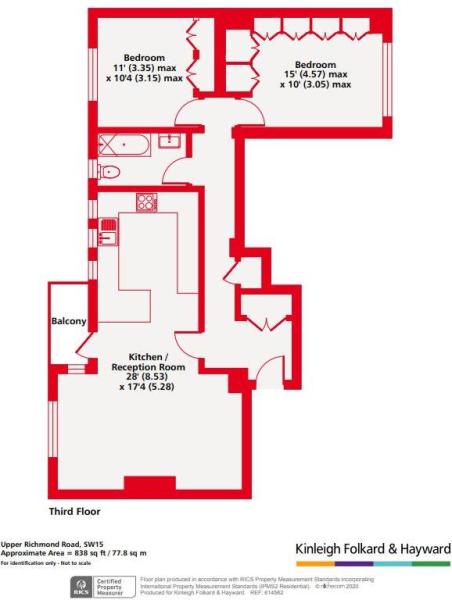 Bedroom
11' (3.35) max
x 10'4 (3.15) max
Bedroom
15' (4.57) max
x 10' (3.05) max
Balcony
Kitchen /
Reception Room
28' (8.53)
x 17'4 (5.28)
Third Floor
Upper Richmond Road, SW15
Approximate Area = 838 sq ft / 77.8 sq m
For identification only - Not to scale
Kinleigh Folkard & Hayward
RICS
Certified
Property
Measurer
Floor plan produced in accordance with RICS Property Measurement Standards incorporating
International Property Measurement Standards (IPMS2 Residential). © nichecom 2020.
Produced for Kinleigh Folkard & Hayward. REF: 614562